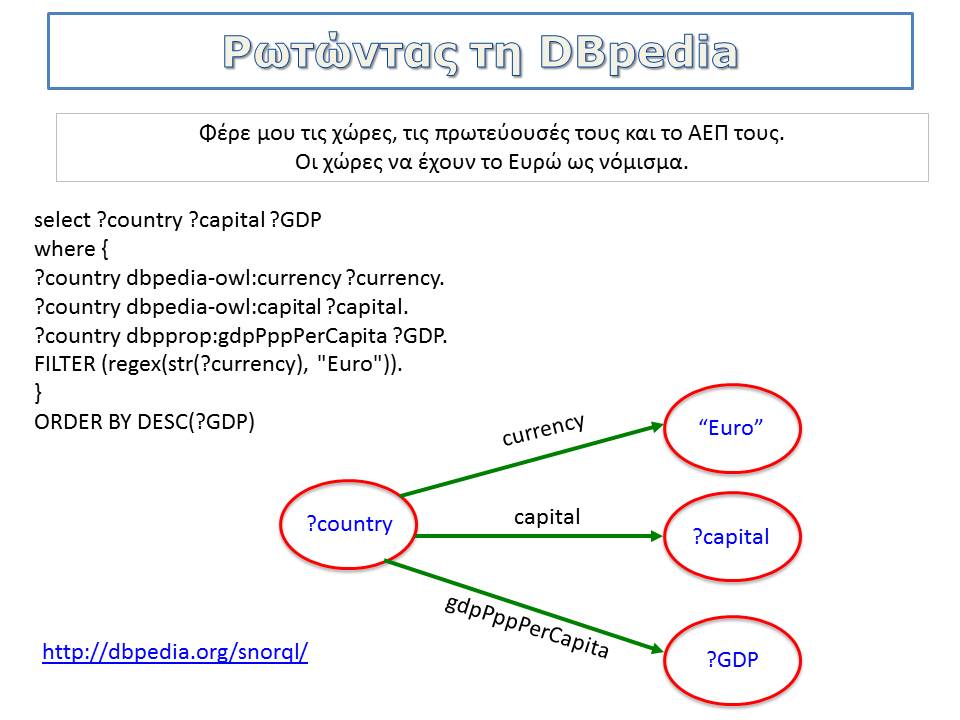 Ρωτώντας τη DBpedia
Φέρε μου τις χώρες, τις πρωτεύουσές τους και το ΑΕΠ τους.
Οι χώρες να έχουν το Ευρώ ως νόμισμα.
select ?country ?capital ?GDP
where {
?country dbpedia-owl:currency ?currency.
?country dbpedia-owl:capital ?capital.
?country dbpprop:gdpPppPerCapita ?GDP.
FILTER (regex(str(?currency), "Euro")).
}
ORDER BY DESC(?GDP)
currency
“Euro”
?country
capital
?capital
gdpPppPerCapita
?GDP
http://dbpedia.org/snorql/